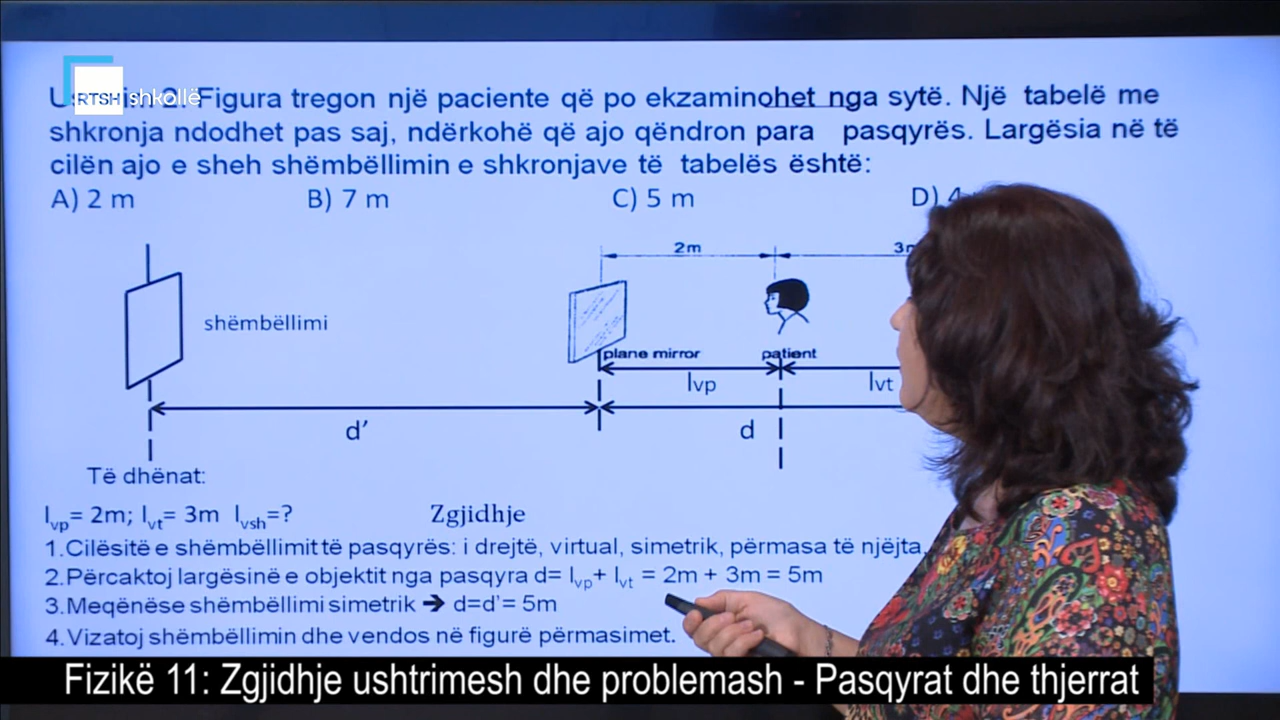 RTSH shkollë
Figura tregon një paciente që po ekzaminohet nga sytë. Një tabelë me
shkronja ndodhet pas saj, ndërkohë që ajo qëndron para pasqyrës. Largësia në të
cilën ajo e sheh shëmbëllimin e shkronjave të tabelës është:
A) 2 m B) 7 m C) 5 m D) 4
2m 3m
shëmbëllimi
plane mirror patient
lvp lvt
d’ d
Të dhënat:
lvp= 2m; lvt= 3m lvsh=? Zgjidhje
1.Cilësitë e shëmbëllimit të pasqyrës: i drejtë, virtual, simetrik, përmasa të njëjta,
2.Përcaktoj largësinë e objektit nga pasqyra d= lvp+ lvt = 2m + 3m = 5m
3.Meqënëse shëmbëllimi simetrik ➔ d=d’= 5m
4.Vizatoj shëmbëllimin dhe vendos në figurë përmasimet.
Fizikë 11: Zgjidhje ushtrimesh dhe problemash - Pasqyrat dhe thjerrat